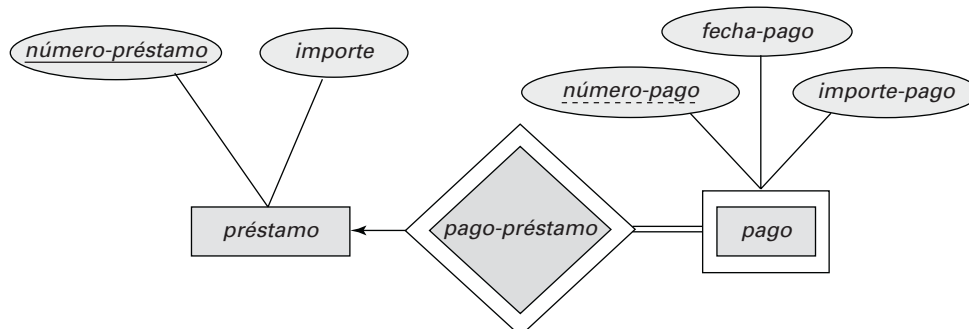 fecha-pago
número-préstamo
importe
número-pago
importe-pago
préstamo
pago-préstamo
pago